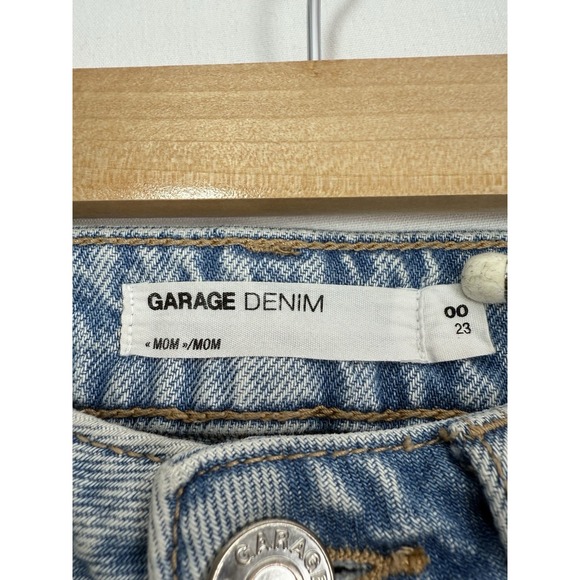 GARAGE DENIM
« MOM »/MOM
00
23
GARAGE